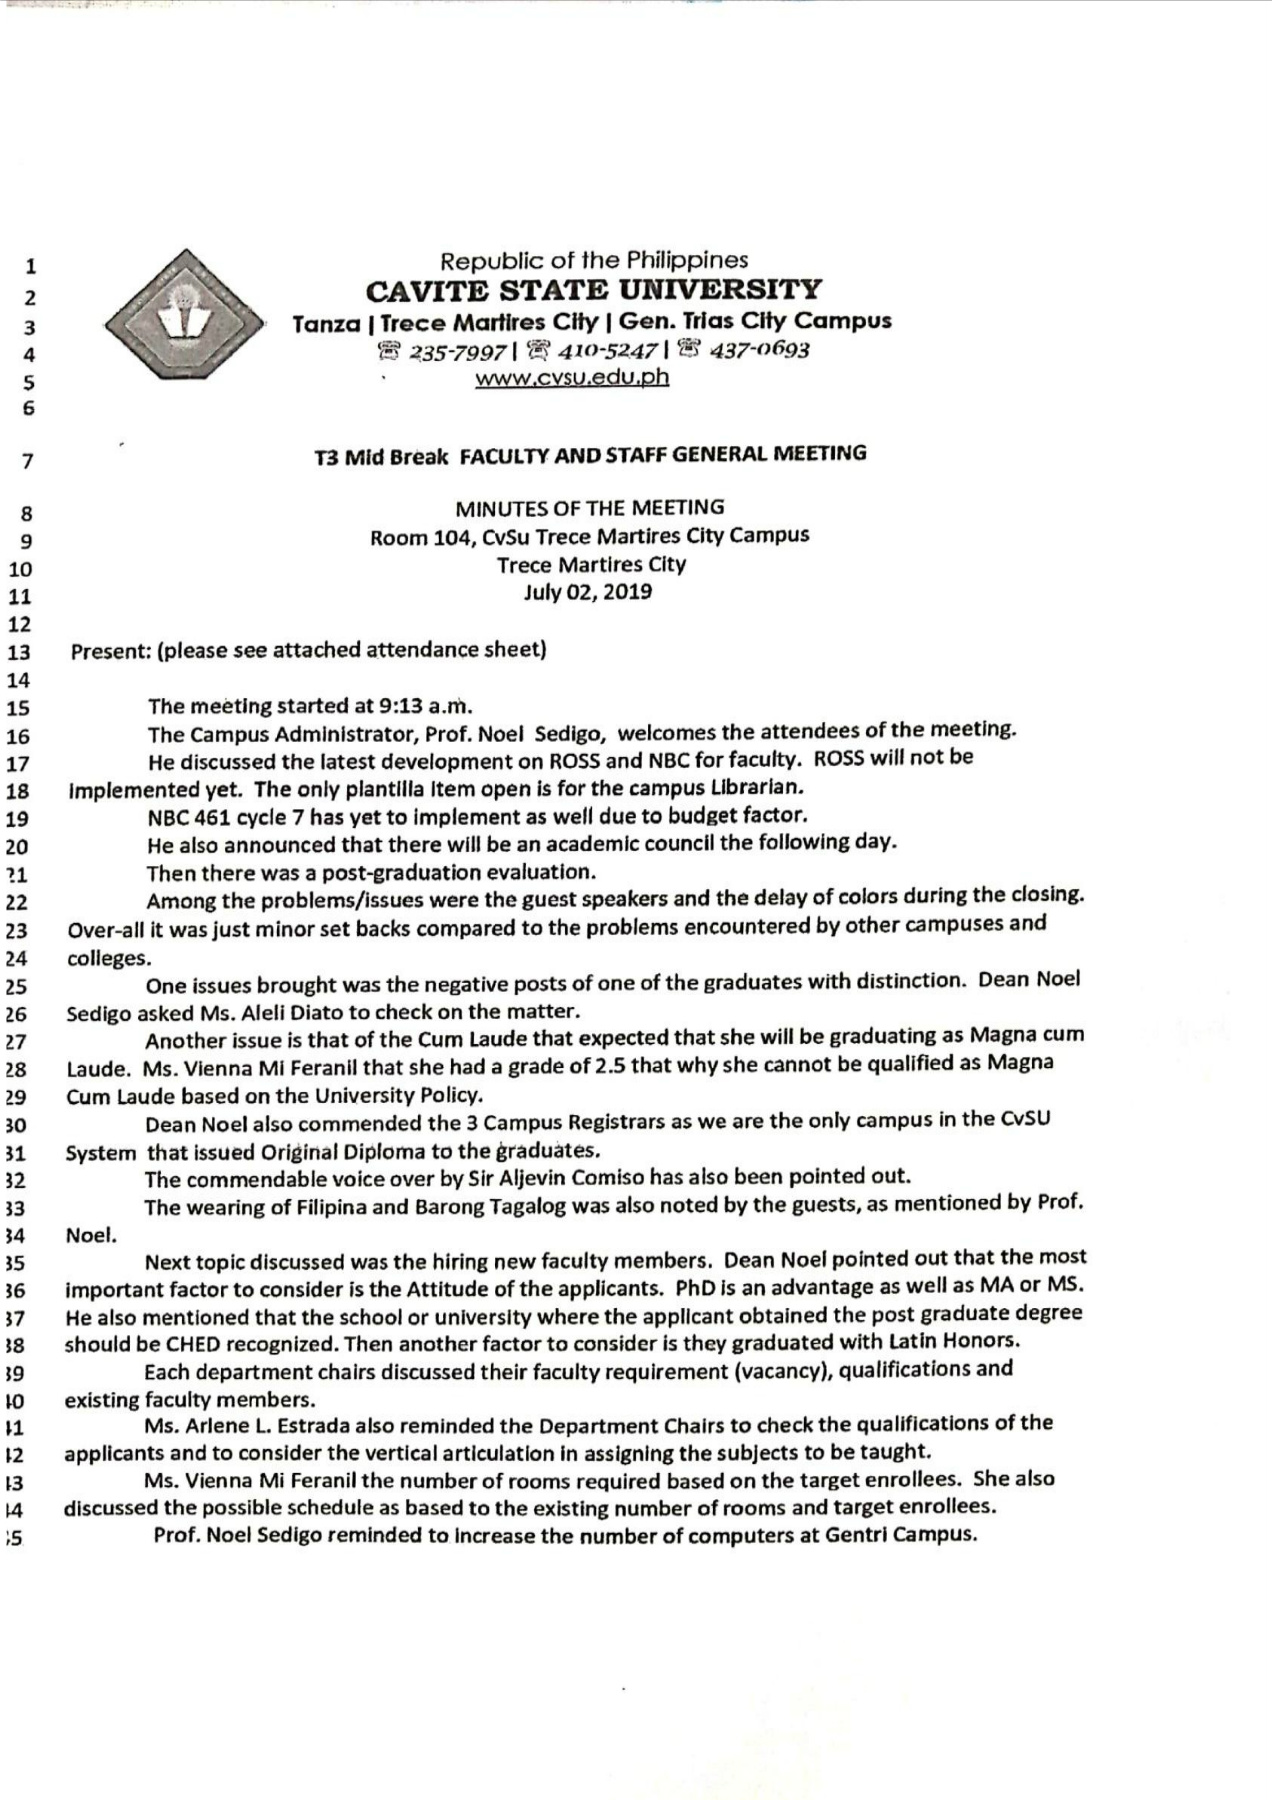 1 Republic of the Philippines
2 CAVITE STATE UNIVERSITY
3 Tanza | Trece Martires City | Gen. Trias City Campus
4 ☏ 235-7997 | ☏ 410-5247 | ☏ 437-0693
5 www.cvsu.edu.ph
6
7 T3 Mid Break FACULTY AND STAFF GENERAL MEETING
8 MINUTES OF THE MEETING
9 Room 104, CvSu Trece Martires City Campus
10 Trece Martires City
11 July 02, 2019
12
13 Present: (please see attached attendance sheet)
14
15 The meeting started at 9:13 a.m.
16 The Campus Administrator, Prof. Noel Sedigo, welcomes the attendees of the meeting.
17 He discussed the latest development on ROSS and NBC for faculty. ROSS will not be
18 implemented yet. The only plantilla item open is for the campus Librarian.
19 NBC 461 cycle 7 has yet to implement as well due to budget factor.
20 He also announced that there will be an academic council the following day.
21 Then there was a post-graduation evaluation.
22 Among the problems/issues were the guest speakers and the delay of colors during the closing.
23 Over-all it was just minor set backs compared to the problems encountered by other campuses and
24 colleges.
25 One issues brought was the negative posts of one of the graduates with distinction. Dean Noel
26 Sedigo asked Ms. Aleli Diato to check on the matter.
27 Another issue is that of the Cum Laude that expected that she will be graduating as Magna cum
28 Laude. Ms. Vienna Mi Feranil that she had a grade of 2.5 that why she cannot be qualified as Magna
29 Cum Laude based on the University Policy.
30 Dean Noel also commended the 3 Campus Registrars as we are the only campus in the CvSU
31 System that issued Original Diploma to the graduates.
32 The commendable voice over by Sir Aljevin Comiso has also been pointed out.
33 The wearing of Filipina and Barong Tagalog was also noted by the guests, as mentioned by Prof.
34 Noel.
35 Next topic discussed was the hiring new faculty members. Dean Noel pointed out that the most
36 important factor to consider is the Attitude of the applicants. PhD is an advantage as well as MA or MS.
37 He also mentioned that the school or university where the applicant obtained the post graduate degree
38 should be CHED recognized. Then another factor to consider is they graduated with Latin Honors.
39 Each department chairs discussed their faculty requirement (vacancy), qualifications and
40 existing faculty members.
41 Ms. Arlene L. Estrada also reminded the Department Chairs to check the qualifications of the
42 applicants and to consider the vertical articulation in assigning the subjects to be taught.
43 Ms. Vienna Mi Feranil the number of rooms required based on the target enrollees. She also
44 discussed the possible schedule as based to the existing number of rooms and target enrollees.
45 Prof. Noel Sedigo reminded to increase the number of computers at Gentri Campus.